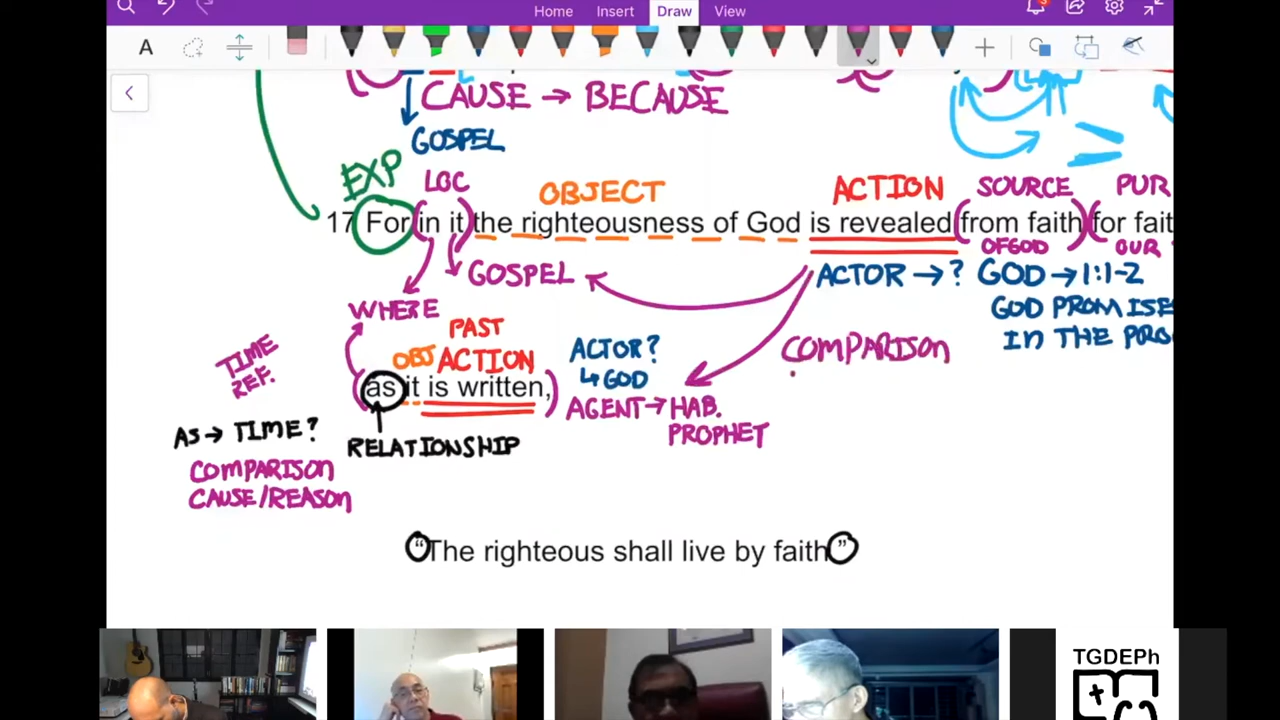 Home Insert Draw View
A
CAUSE → BECAUSE
GOSPEL
EXP LOC OBJECT ACTION SOURCE PUR
17 For (in it) the righteousness of God is revealed (from faith) (for fait
OF GOD OUR
GOSPEL ACTOR → ? GOD → 1:1-2
WHERE GOD PROMISE
IN THE PRO
PAST
TIME REF. OBJ ACTION ACTOR? COMPARISON
↳ GOD
(as it is written,)
AGENT → HAB.
PROPHET
AS → TIME? RELATIONSHIP
COMPARISON
CAUSE/REASON
“The righteous shall live by faith”
TGDEPh